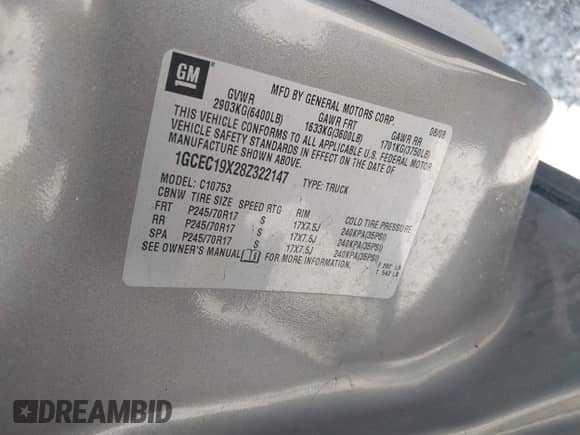 GM
MFD BY GENERAL MOTORS CORP.
08/08
GVWR GAWR FRT GAWR RR
2903KG(6400LB) 1633KG(3600LB) 1701KG(3750LB)
THIS VEHICLE CONFORMS TO ALL APPLICABLE U.S. FEDERAL MOTOR
VEHICLE SAFETY STANDARDS IN EFFECT ON THE DATE OF
MANUFACTURE SHOWN ABOVE.
1GCEC19X28Z322147 TYPE: TRUCK
MODEL: C10753
CBNW TIRE SIZE SPEED RTG RIM COLD TIRE PRESSURE
FRT P245/70R17 S 17X7.5J 240KPA(35PSI)
RR P245/70R17 S 17X7.5J 240KPA(35PSI)
SPA P245/70R17 S 17X7.5J 240KPA(35PSI)
SEE OWNER'S MANUAL FOR MORE INFORMATION.
DREAMBID